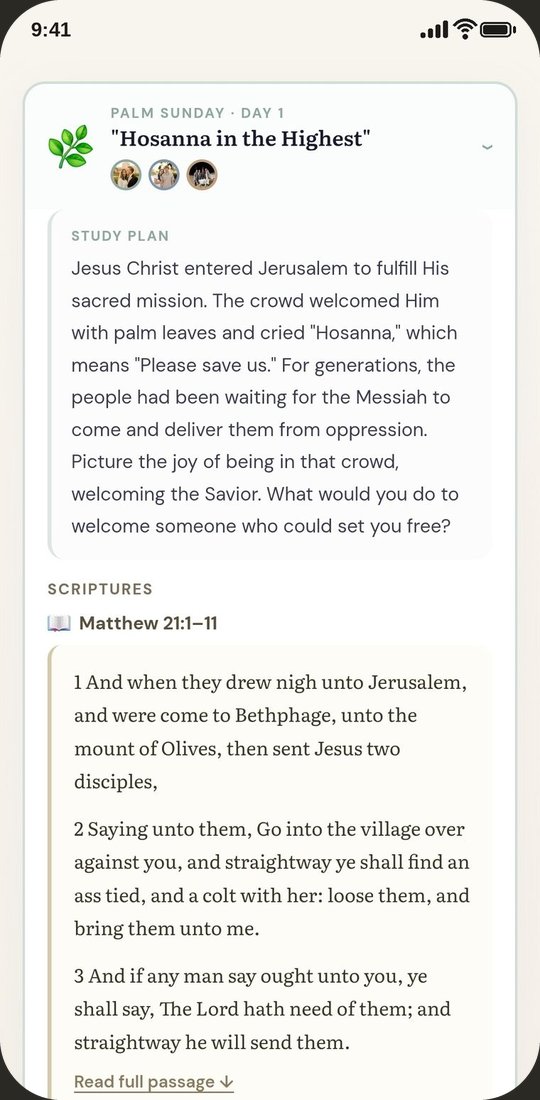 9:41
PALM SUNDAY · DAY 1
"Hosanna in the Highest"
STUDY PLAN
Jesus Christ entered Jerusalem to fulfill His
sacred mission. The crowd welcomed Him
with palm leaves and cried "Hosanna," which
means "Please save us." For generations, the
people had been waiting for the Messiah to
come and deliver them from oppression.
Picture the joy of being in that crowd,
welcoming the Savior. What would you do to
welcome someone who could set you free?
SCRIPTURES
Matthew 21:1–11
1 And when they drew nigh unto Jerusalem,
and were come to Bethphage, unto the
mount of Olives, then sent Jesus two
disciples,
2 Saying unto them, Go into the village over
against you, and straightway ye shall find an
ass tied, and a colt with her: loose them, and
bring them unto me.
3 And if any man say ought unto you, ye
shall say, The Lord hath need of them; and
straightway he will send them.
Read full passage ↓